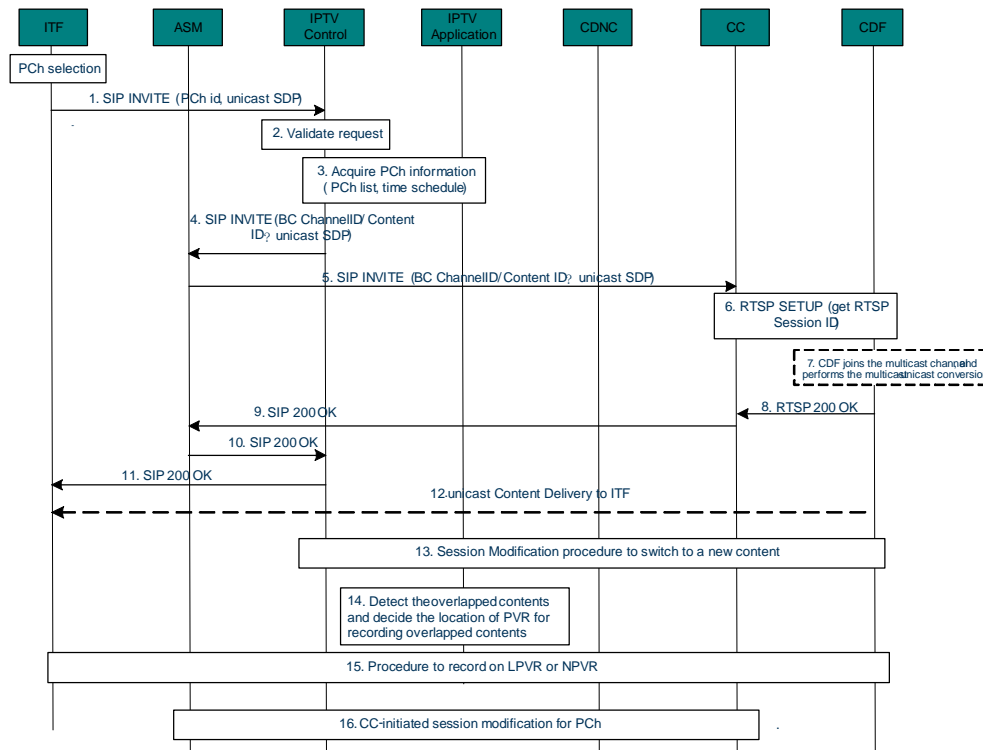 ITF
ASM
IPTV
Control
IPTV
Application
CDNC
CC
CDF
PCh selection
1. SIP INVITE (PCh id, unicast SDP)
2. Validate request
3. Acquire PCh information
( PCh list, time schedule)
4. SIP INVITE (BC ChannelID/ Content
ID? unicast SDP)
5. SIP INVITE (BC ChannelID/ Content ID? unicast SDP)
6. RTSP SETUP (get RTSP
Session ID)
7. CDF joins the multicast channel, and
performs the multicast-unicast conversion
8. RTSP 200 OK
9. SIP 200 OK
10. SIP 200 OK
11. SIP 200 OK
12. unicast Content Delivery to ITF
13. Session Modification procedure to switch to a new content
14. Detect the overlapped contents
and decide the location of PVR for
recording overlapped contents
15. Procedure to record on LPVR or NPVR
16. CC-initiated session modification for PCh